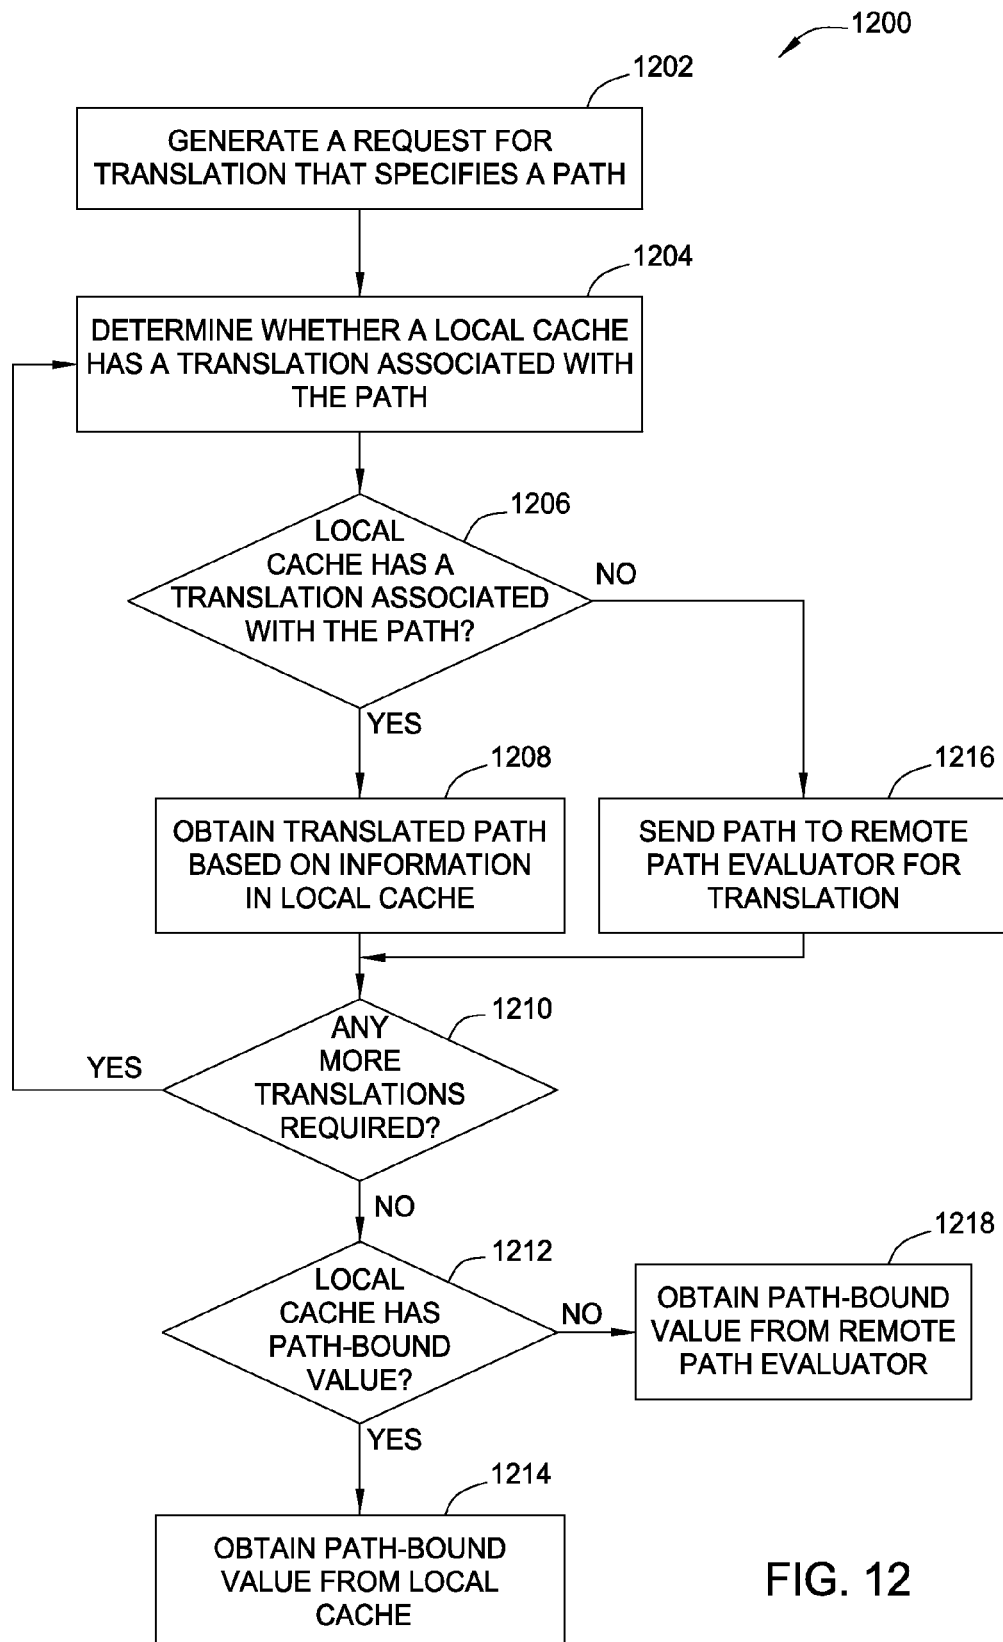 1200
1202
GENERATE A REQUEST FOR
TRANSLATION THAT SPECIFIES A PATH
1204
DETERMINE WHETHER A LOCAL CACHE
HAS A TRANSLATION ASSOCIATED WITH
THE PATH
1206
LOCAL
CACHE HAS A
TRANSLATION ASSOCIATED
WITH THE PATH?
NO
YES
1208
OBTAIN TRANSLATED PATH
BASED ON INFORMATION
IN LOCAL CACHE
1216
SEND PATH TO REMOTE
PATH EVALUATOR FOR
TRANSLATION
1210
ANY
MORE
TRANSLATIONS
REQUIRED?
YES
NO
1212
LOCAL
CACHE HAS
PATH-BOUND
VALUE?
NO
1218
OBTAIN PATH-BOUND
VALUE FROM REMOTE
PATH EVALUATOR
YES
1214
OBTAIN PATH-BOUND
VALUE FROM LOCAL
CACHE
FIG. 12